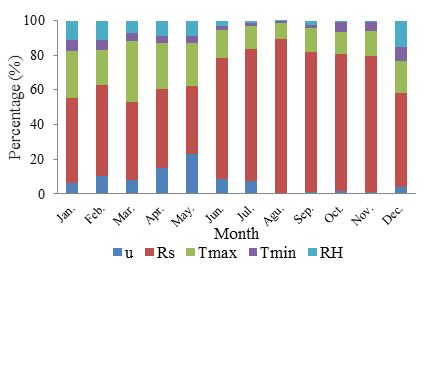 Percentage (%)
100
80
60
40
20
0
Jan. Feb. Mar. Apr. May. Jun. Jul. Agu. Sep. Oct. Nov. Dec.
Month
u Rs Tmax Tmin RH